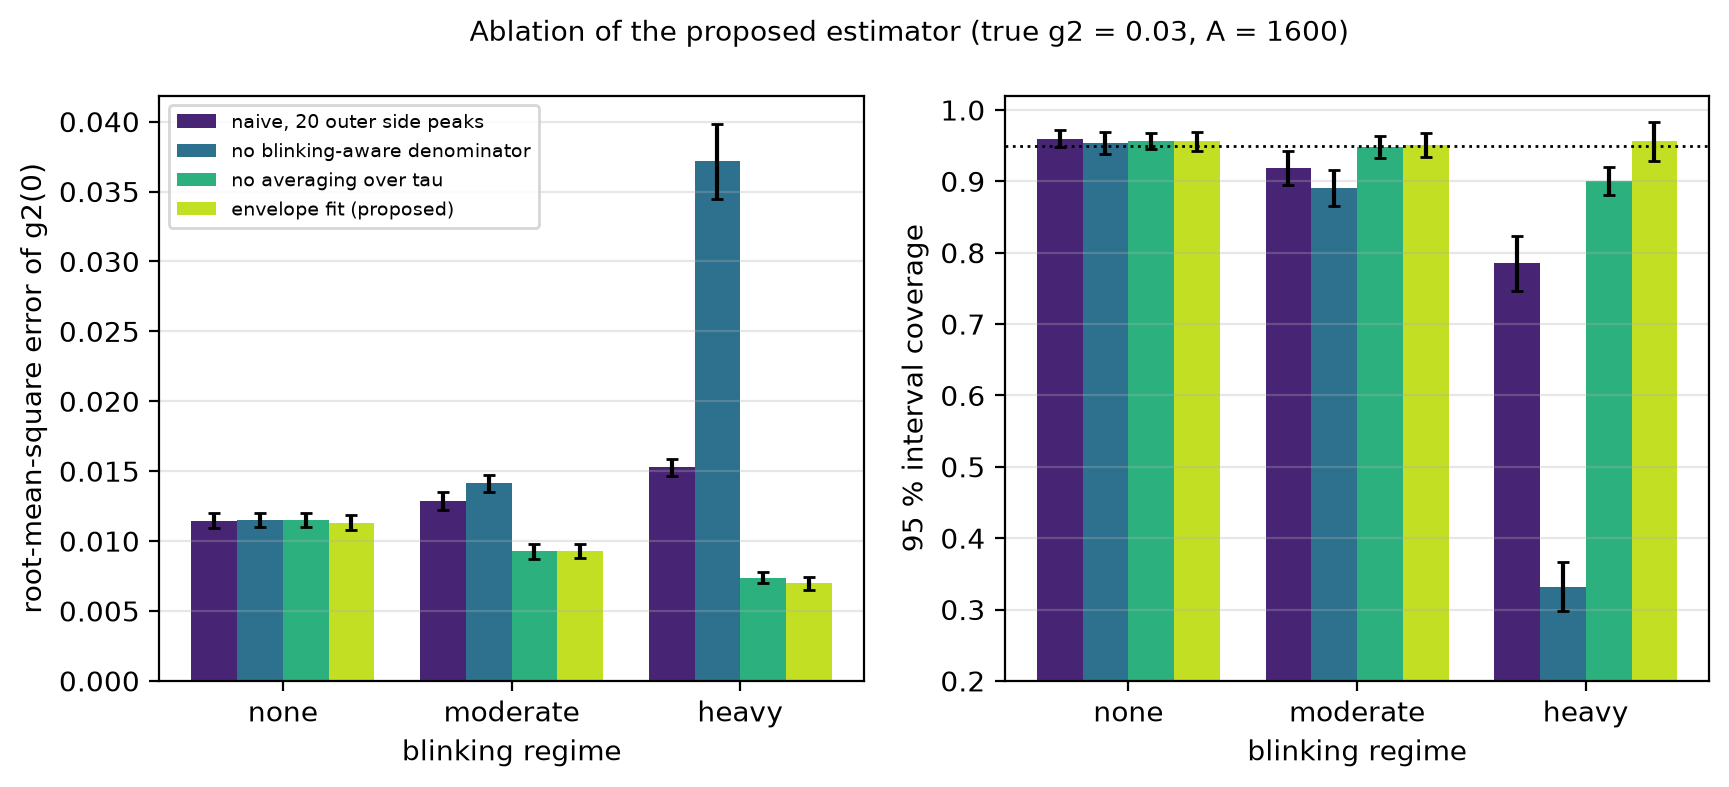 Ablation of the proposed estimator (true g2 = 0.03, A = 1600)
root-mean-square error of g2(0)
0.040
0.035
0.030
0.025
0.020
0.015
0.010
0.005
0.000
naive, 20 outer side peaks
no blinking-aware denominator
no averaging over tau
envelope fit (proposed)
none
moderate
heavy
blinking regime
95 % interval coverage
1.0
0.9
0.8
0.7
0.6
0.5
0.4
0.3
0.2
none
moderate
heavy
blinking regime